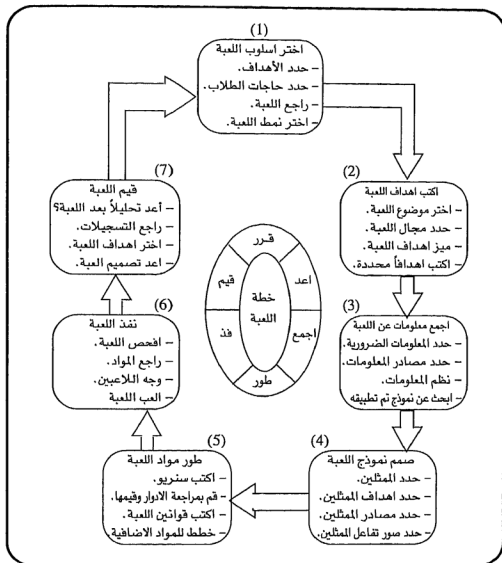 (1)
اختر اسلوب اللعبة
– حدد الأهداف.
– حدد حاجات الطلاب.
– راجع اللعبة.
– اختر نمط اللعبة.
(2)
اكتب اهداف اللعبة
– اختر موضوع اللعبة.
– حدد مجال اللعبة.
– ميز اهداف اللعبة.
– اكتب اهدافاً محددة.
(3)
اجمع معلومات عن اللعبة
– حدد المعلومات الضرورية.
– حدد مصادر المعلومات.
– نظم المعلومات.
– ابحث عن نموذج تم تطبيقه
(4)
صمم نموذج اللعبة
– حدد الممثلين.
– حدد اهداف الممثلين.
– حدد مصادر الممثلين.
– حدد صور تفاعل الممثلين.
(5)
طور مواد اللعبة
– اكتب سنريو.
– قم بمراجعة الادوار وقيمها.
– اكتب قوانين اللعبة.
– خطط للمواد الاضافية.
(6)
نفذ اللعبة
– افحص اللعبة.
– راجع المواد.
– وجه اللاعبين.
– العب اللعبة
(7)
قيم اللعبة
– أعد تحليلاً بعد اللعبة؟
– راجع التسجيلات.
– اختر اهداف اللعبة.
– اعد تصميم العبة.
قرر
اعد
اجمع
طور
فذ
قيم
خطة
اللعبة